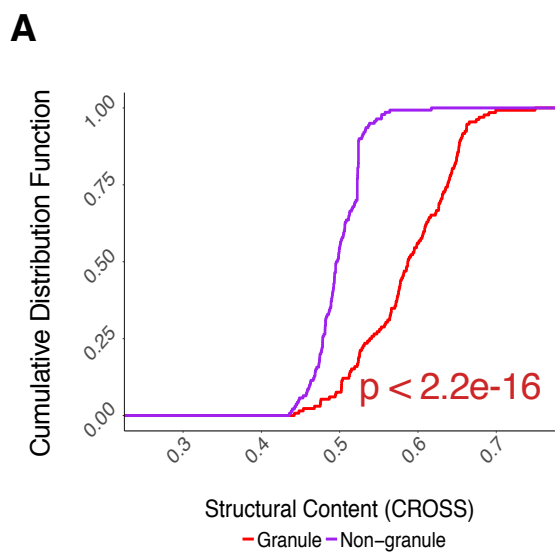 A
Cumulative Distribution Function
1.00
0.75
0.50
0.25
0.00
p < 2.2e-16
0.3 0.4 0.5 0.6 0.7
Structural Content (CROSS)
Granule Non-granule